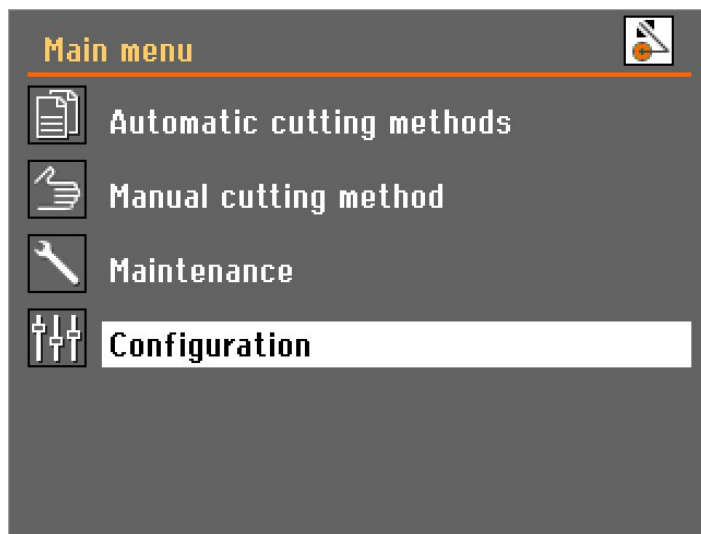 Main menu
Automatic cutting methods
Manual cutting method
Maintenance
Configuration